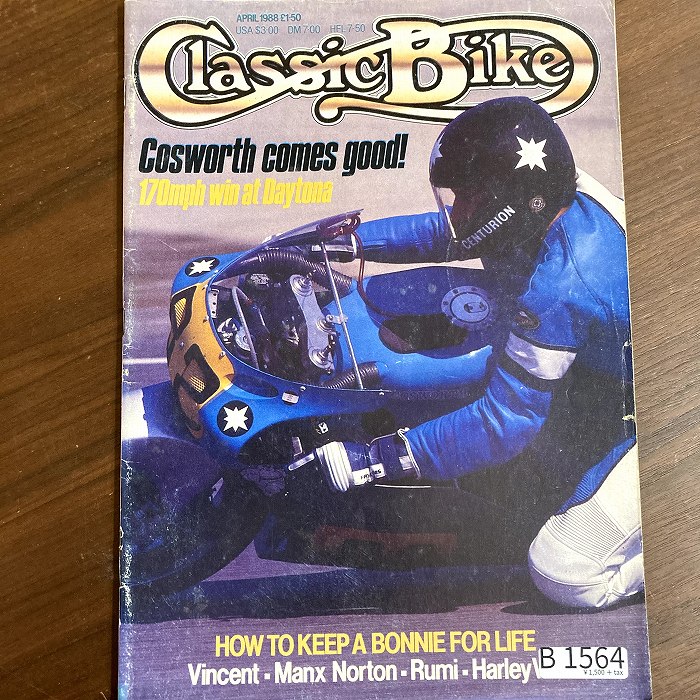 APRIL 1988 £1·50
USA $3·00 DM 7·00 HFL 7·50
Classic Bike
Cosworth comes good!
170mph win at Daytona
CENTURION
HOW TO KEEP A BONNIE FOR LIFE
Vincent · Manx Norton · Rumi · Harley
B 1564
¥1,500 + tax